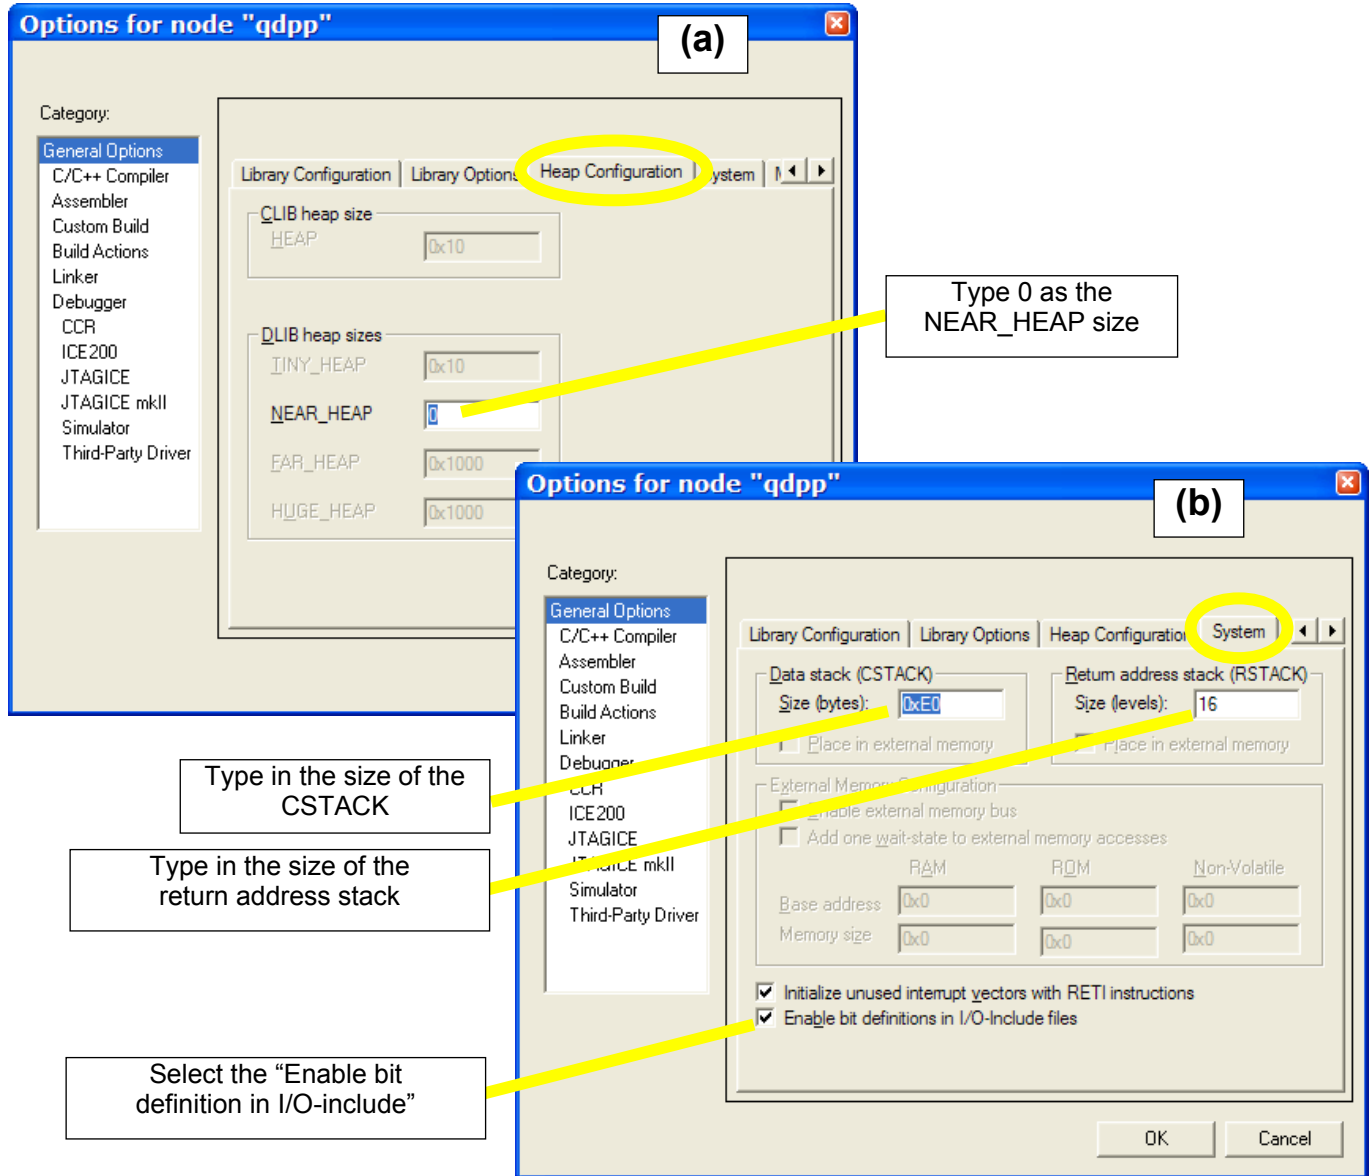 Options for node "qdpp"
(a)
Category:
General Options
C/C++ Compiler
Assembler
Custom Build
Build Actions
Linker
Debugger
CCR
ICE200
JTAGICE
JTAGICE mkII
Simulator
Third-Party Driver
Library Configuration
Library Options
Heap Configuration
ystem
CLIB heap size
HEAP
0x10
DLIB heap sizes
TINY_HEAP
0x10
NEAR_HEAP
0
FAR_HEAP
0x1000
HUGE_HEAP
0x1000
Type 0 as the
NEAR_HEAP size
Options for node "qdpp"
(b)
Category:
General Options
C/C++ Compiler
Assembler
Custom Build
Build Actions
Linker
Debugger
CCR
ICE200
JTAGICE
JTAGICE mkII
Simulator
Third-Party Driver
Library Configuration
Library Options
Heap Configuration
System
Data stack (CSTACK)
Size (bytes):
0xE0
Place in external memory
Return address stack (RSTACK)
Size (levels):
16
Place in external memory
External Memory Configuration
Enable external memory bus
Add one wait-state to external memory accesses
RAM
ROM
Non-Volatile
Base address
0x0
0x0
0x0
Memory size
0x0
0x0
0x0
Initialize unused interrupt vectors with RETI instructions
Enable bit definitions in I/O-Include files
OK
Cancel
Type in the size of the
CSTACK
Type in the size of the
return address stack
Select the “Enable bit
definition in I/O-include”